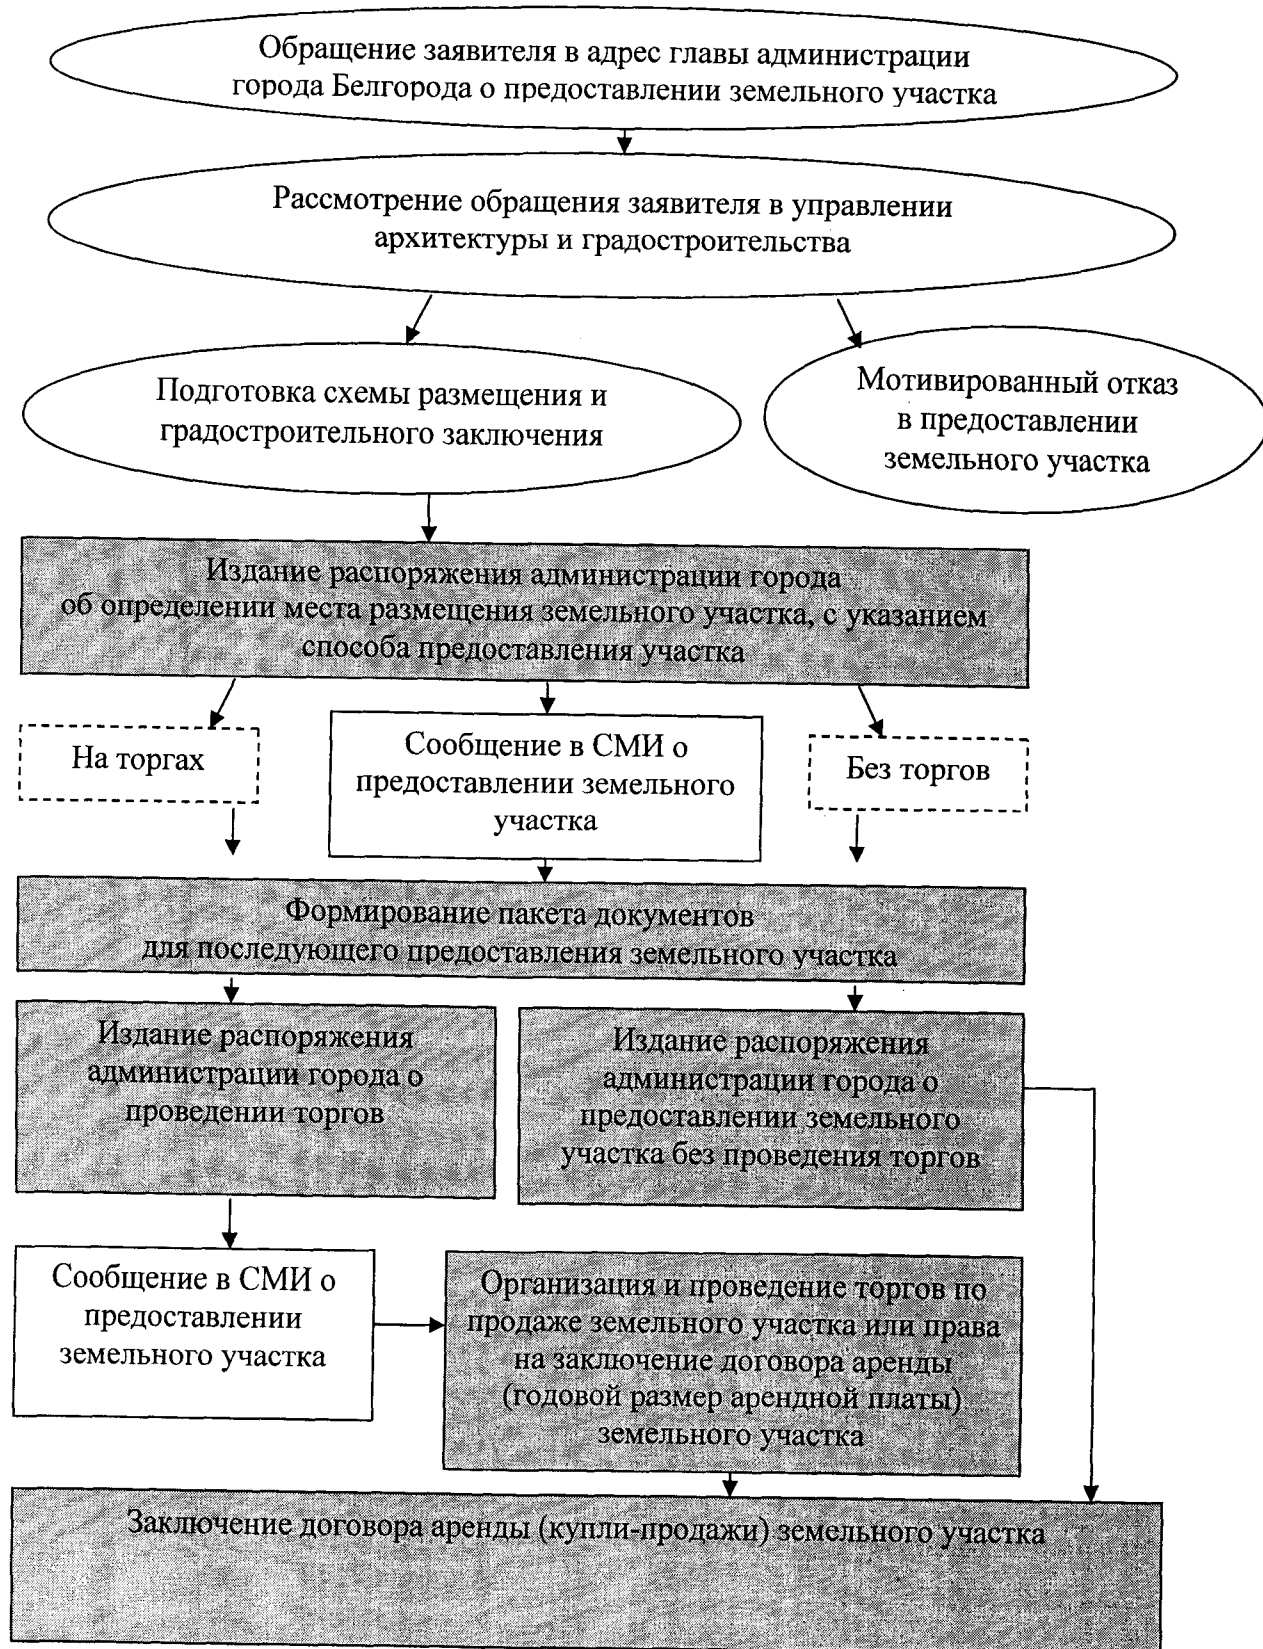 Обращение заявителя в адрес главы администрации
города Белгорода о предоставлении земельного участка
Рассмотрение обращения заявителя в управлении
архитектуры и градостроительства
Подготовка схемы размещения и
градостроительного заключения
Мотивированный отказ
в предоставлении
земельного участка
Издание распоряжения администрации города
об определении места размещения земельного участка, с указанием
способа предоставления участка
На торгах
Сообщение в СМИ о
предоставлении земельного
участка
Без торгов
Формирование пакета документов
для последующего предоставления земельного участка
Издание распоряжения
администрации города о
проведении торгов
Издание распоряжения
администрации города о
предоставлении земельного
участка без проведения торгов
Сообщение в СМИ о
предоставлении
земельного участка
Организация и проведение торгов по
продаже земельного участка или права
на заключение договора аренды
(годовой размер арендной платы)
земельного участка
Заключение договора аренды (купли-продажи) земельного участка